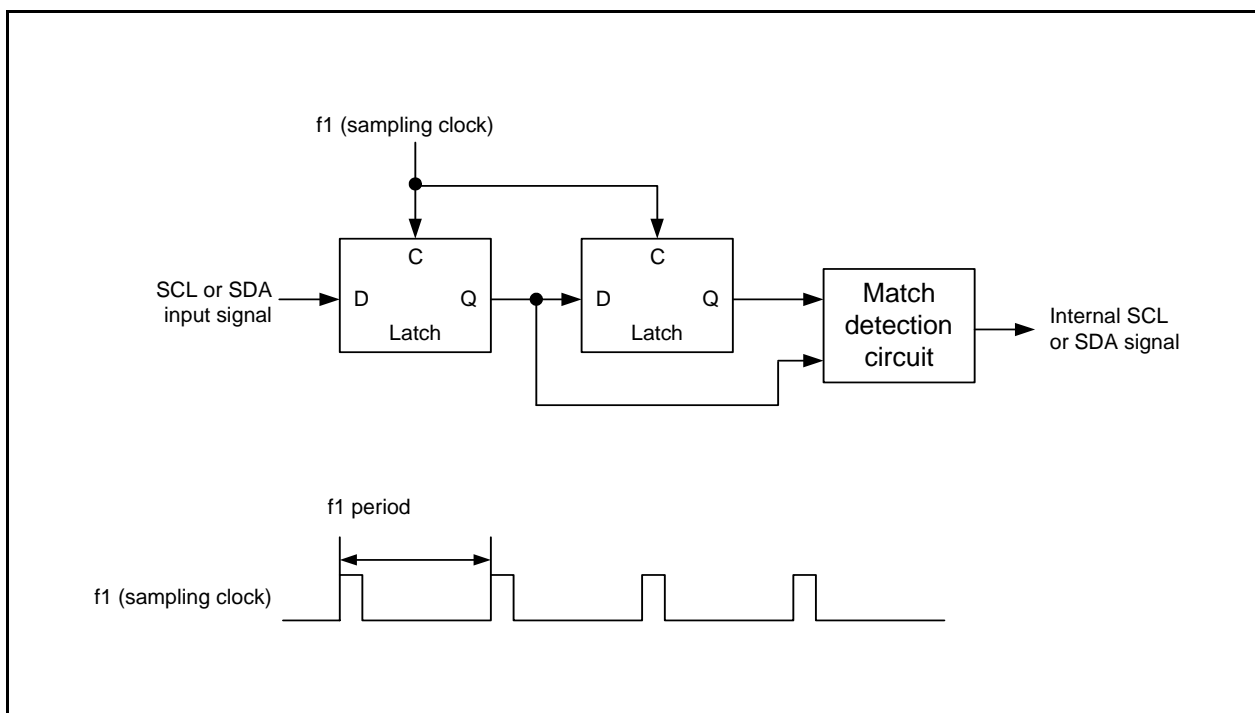 f1 (sampling clock)
C
C
SCL or SDA
input signal
D
Q
D
Q
Latch
Latch
Match
detection
circuit
Internal SCL
or SDA signal
f1 period
f1 (sampling clock)